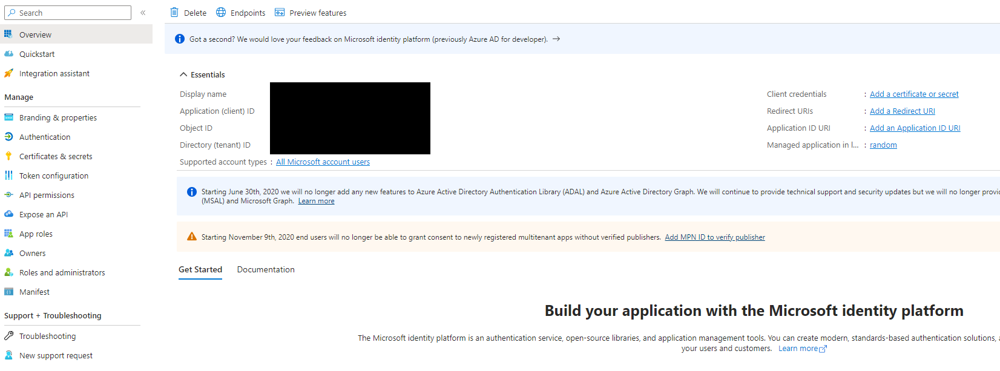 Search
«
Delete
Endpoints
Preview features
Overview
Quickstart
Integration assistant
Manage
Branding & properties
Authentication
Certificates & secrets
Token configuration
API permissions
Expose an API
App roles
Owners
Roles and administrators
Manifest
Support + Troubleshooting
Troubleshooting
New support request
Got a second? We would love your feedback on Microsoft identity platform (previously Azure AD for developer). →
Essentials
Display name
Application (client) ID
Object ID
Directory (tenant) ID
Supported account types : All Microsoft account users
Client credentials : Add a certificate or secret
Redirect URIs : Add a Redirect URI
Application ID URI : Add an Application ID URI
Managed application in l... : random
Starting June 30th, 2020 we will no longer add any new features to Azure Active Directory Authentication Library (ADAL) and Azure Active Directory Graph. We will continue to provide technical support and security updates but we will no longer
(MSAL) and Microsoft Graph. Learn more
Starting November 9th, 2020 end users will no longer be able to grant consent to newly registered multitenant apps without verified publishers. Add MPN ID to verify publisher
Get Started
Documentation
Build your application with the Microsoft identity platform
The Microsoft identity platform is an authentication service, open-source libraries, and application management tools. You can create modern, standards-based authentication solutions,
your users and customers. Learn more